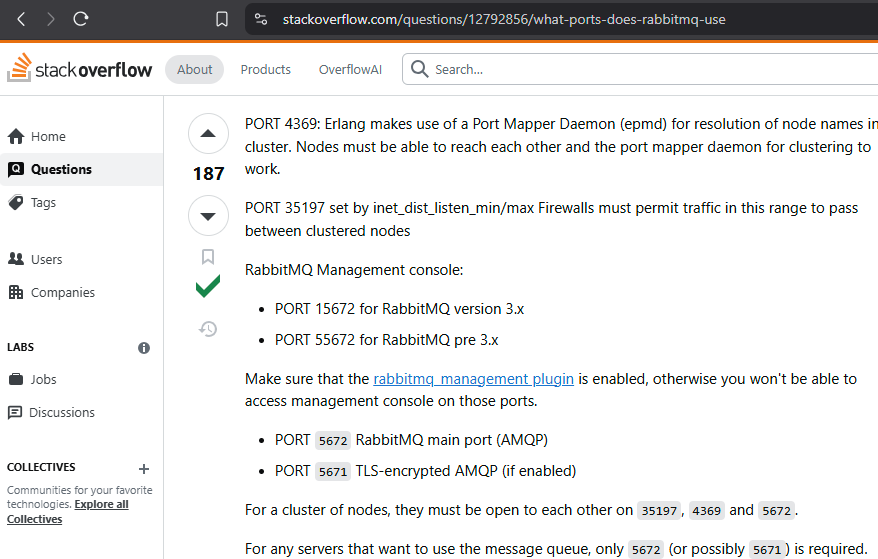 stackoverflow.com/questions/12792856/what-ports-does-rabbitmq-use
stackoverflow
About
Products
OverflowAI
Search...
Home
Questions
Tags
Users
Companies
LABS
Jobs
Discussions
COLLECTIVES
Communities for your favorite
technologies. Explore all
Collectives
187
PORT 4369: Erlang makes use of a Port Mapper Daemon (epmd) for resolution of node names in
cluster. Nodes must be able to reach each other and the port mapper daemon for clustering to
work.
PORT 35197 set by inet_dist_listen_min/max Firewalls must permit traffic in this range to pass
between clustered nodes
RabbitMQ Management console:
• PORT 15672 for RabbitMQ version 3.x
• PORT 55672 for RabbitMQ pre 3.x
Make sure that the rabbitmq_management plugin is enabled, otherwise you won't be able to
access management console on those ports.
• PORT 5672 RabbitMQ main port (AMQP)
• PORT 5671 TLS-encrypted AMQP (if enabled)
For a cluster of nodes, they must be open to each other on 35197, 4369 and 5672.
For any servers that want to use the message queue, only 5672 (or possibly 5671) is required.